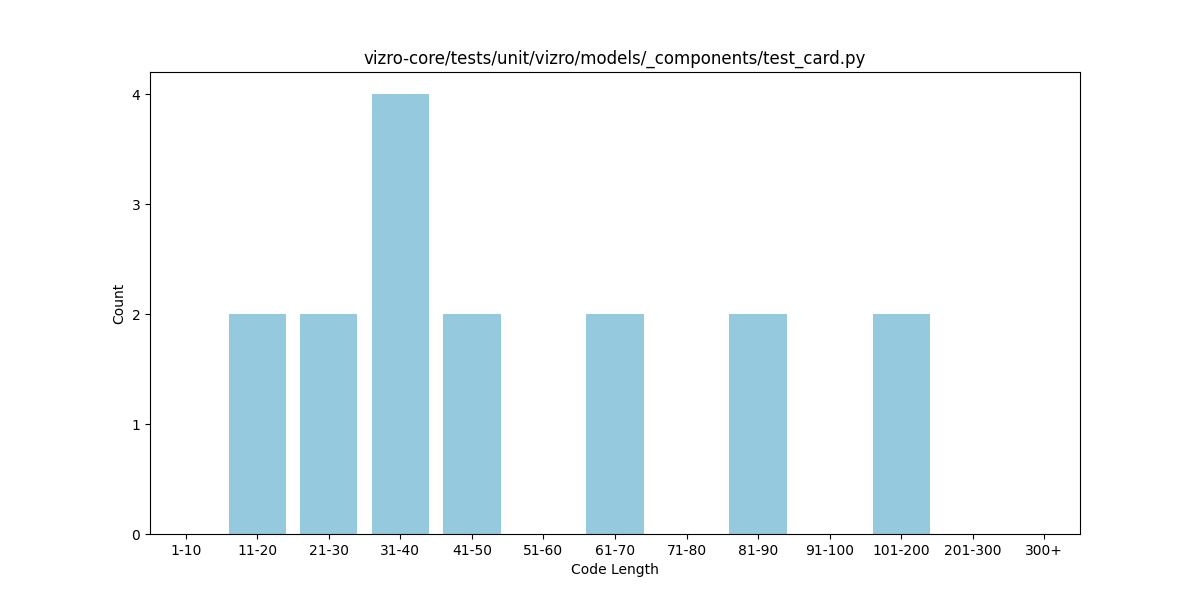 vizro-core/tests/unit/vizro/models/_components/test_card.py
4
3
2
1
0
Count
1-10 11-20 21-30 31-40 41-50 51-60 61-70 71-80 81-90 91-100 101-200 201-300 300+
Code Length